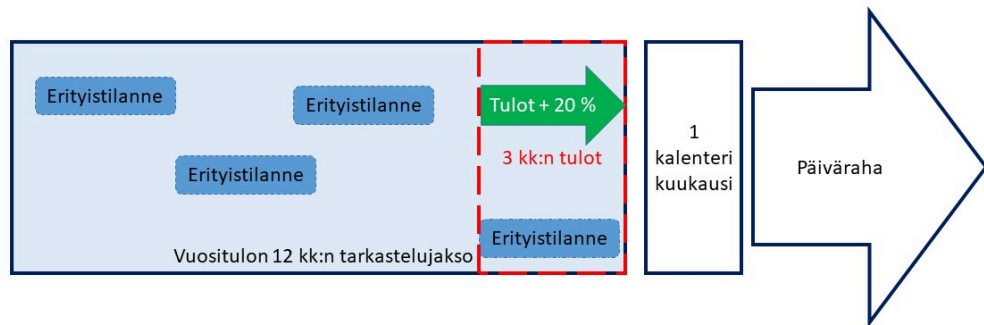 Erityistilanne
Erityistilanne
Erityistilanne
Vuositulon 12 kk:n tarkastelujakso
Tulot + 20 %
3 kk:n tulot
Erityistilanne
1
kalenteri
kuukausi
Päiväraha